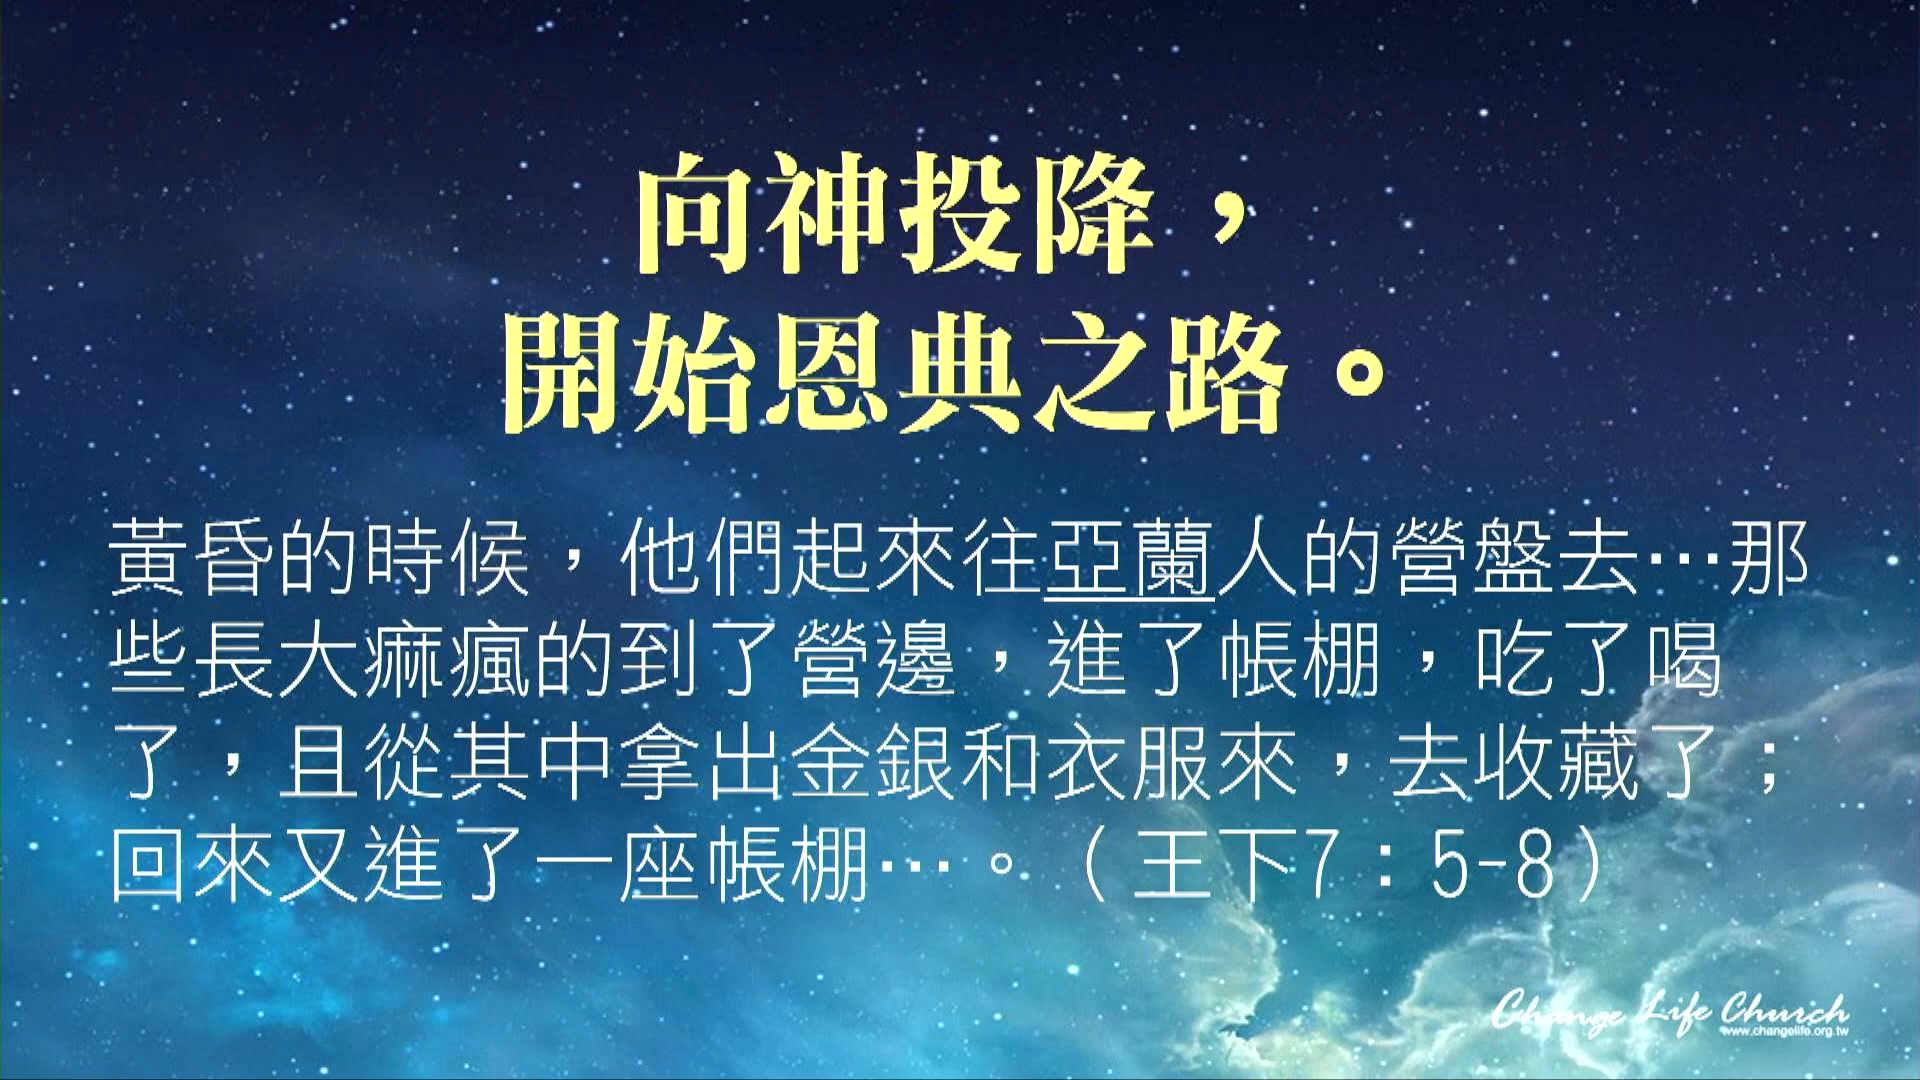 向神投降，
開始恩典之路。
黃昏的時候，他們起來往亞蘭人的營盤去…那
些長大痲瘋的到了營邊，進了帳棚，吃了喝
了，且從其中拿出金銀和衣服來，去收藏了；
回來又進了一座帳棚…。（王下7：5-8）
Change Life Church
www.changelife.org.tw